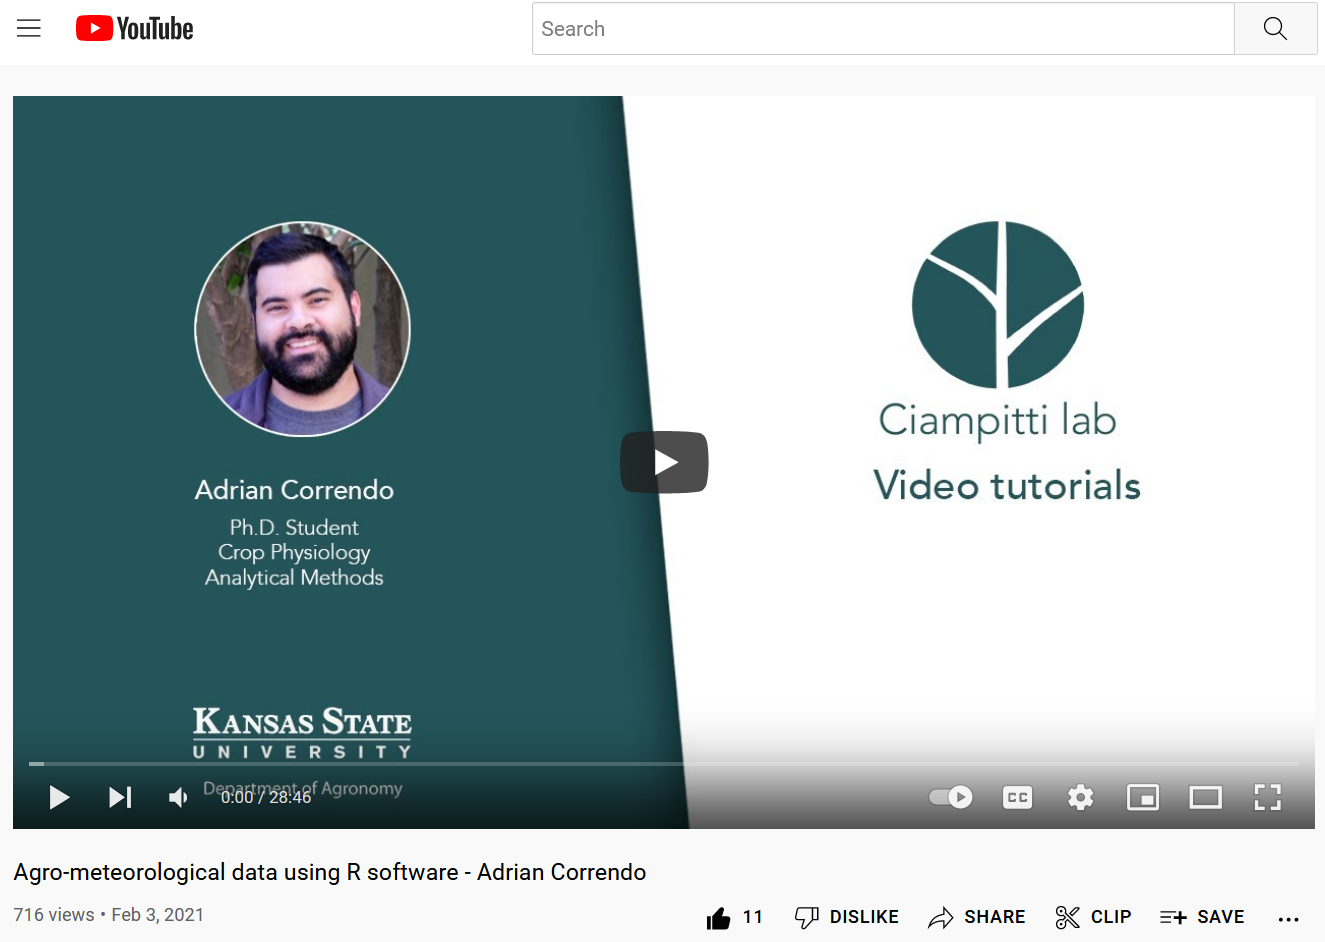 YouTube
Search
Adrian Correndo
Ph.D. Student
Crop Physiology
Analytical Methods
KANSAS STATE
UNIVERSITY
Department of Agronomy
Ciampitti lab
Video tutorials
0:00 / 28:46
CC
Agro-meteorological data using R software - Adrian Correndo
716 views • Feb 3, 2021
11 DISLIKE SHARE CLIP SAVE